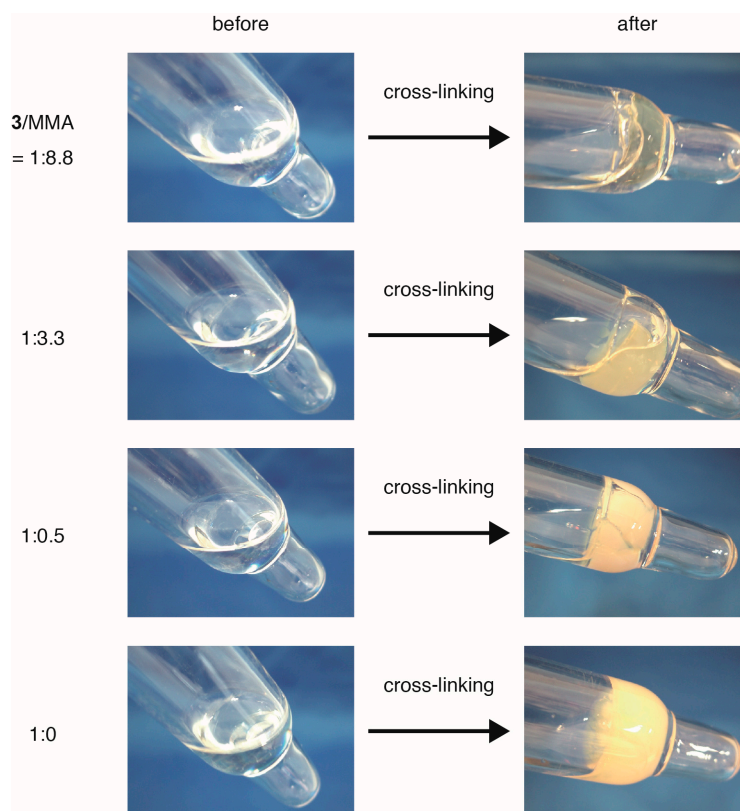 before after
3/MMA
= 1:8.8
cross-linking
1:3.3
cross-linking
1:0.5
cross-linking
1:0
cross-linking